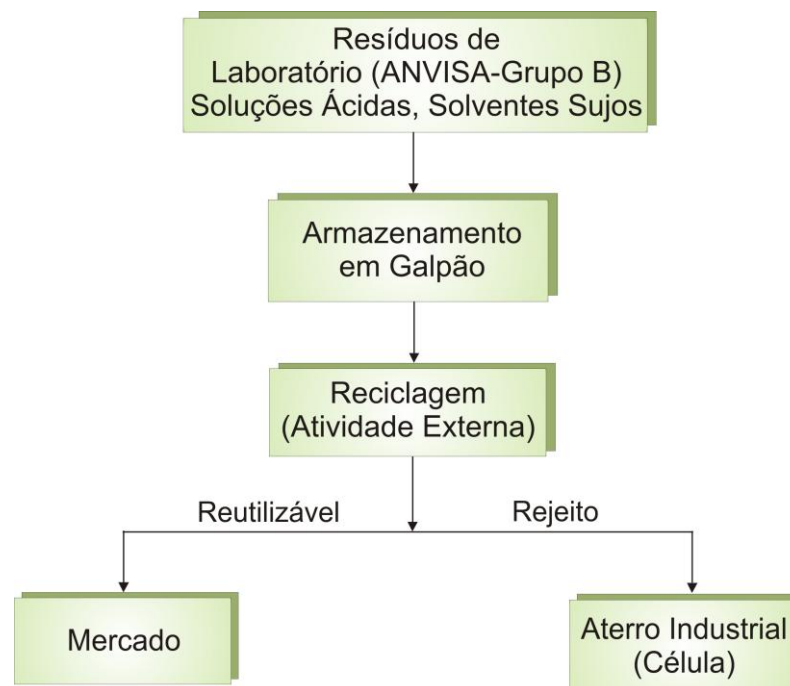 Resíduos de
Laboratório (ANVISA-Grupo B)
Soluções Ácidas, Solventes Sujos
Armazenamento
em Galpão
Reciclagem
(Atividade Externa)
Reutilizável
Rejeito
Mercado
Aterro Industrial
(Célula)